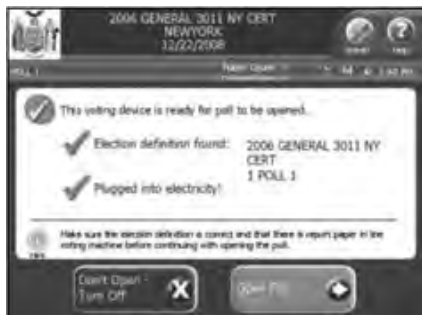 2006 GENERAL 3011 NY CERT
NEWYORK
12/22/2008
POLL 1
This voting device is ready for poll to be opened.
Election definition found:
2006 GENERAL 3011 NY
CERT
1 POLL 1
Plugged into electricity!
Make sure the election definition is correct and that there is report paper in the
voting machine before continuing with opening the poll.
Don't Open -
Turn Off
Open Poll